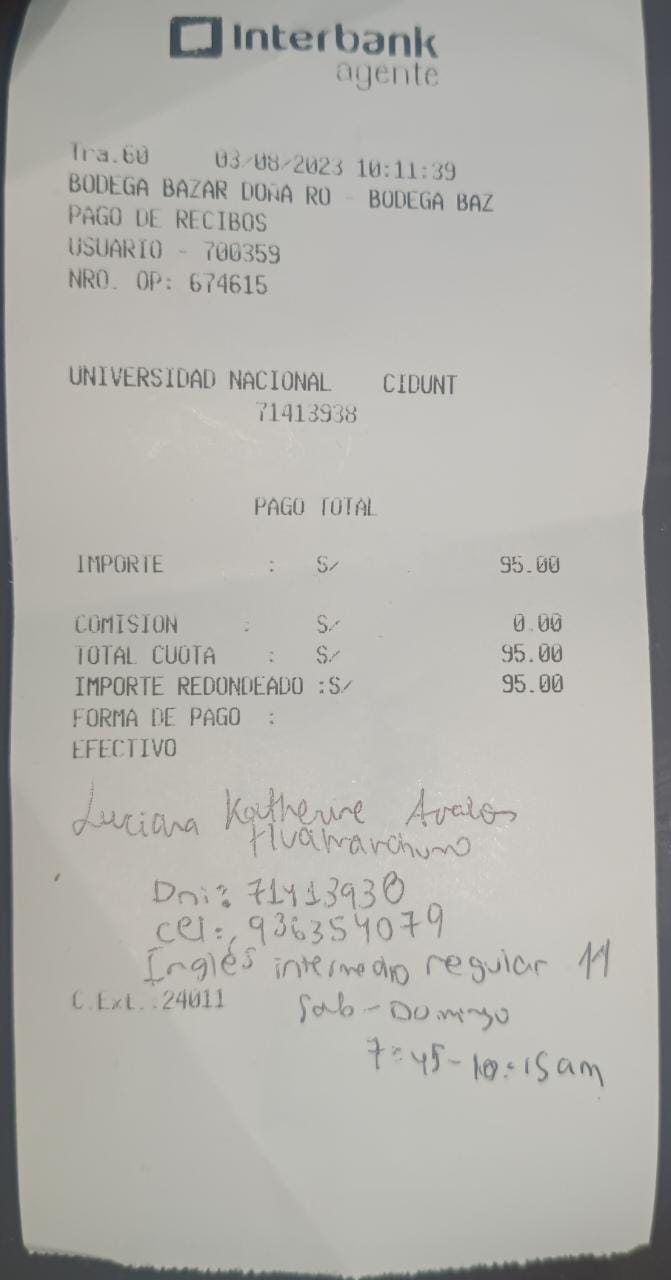 Interbank
agente
Tra.60 03/08/2023 10:11:39
BODEGA BAZAR DOÑA RO - BODEGA BAZ
PAGO DE RECIBOS
USUARIO - 700359
NRO. OP: 674615
UNIVERSIDAD NACIONAL CIDUNT
71413938
PAGO TOTAL
IMPORTE : S/ 95.00
COMISION : S/ 0.00
TOTAL CUOTA : S/ 95.00
IMPORTE REDONDEADO :S/ 95.00
FORMA DE PAGO :
EFECTIVO
Luciana Katherine Avalos
Huamanchumo
Dni: 71413938
cel:, 936354079
Inglés intermedio regular 11
C.Ext.:24011 Sab - Domingo
7:45 - 10:15 am